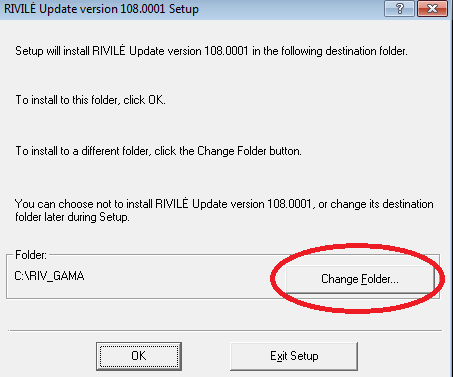 RIVILĖ Update version 108.0001 Setup
Setup will install RIVILĖ Update version 108.0001 in the following destination folder.
To install to this folder, click OK.
To install to a different folder, click the Change Folder button.
You can choose not to install RIVILĖ Update version 108.0001, or change its destination
folder later during Setup.
Folder:
C:\RIV_GAMA
Change Folder...
OK
Exit Setup